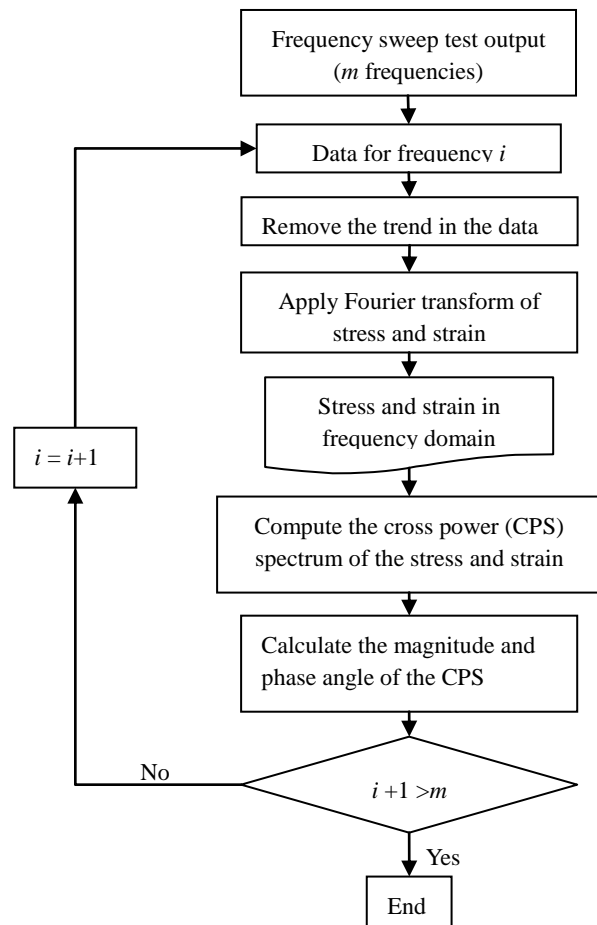 Frequency sweep test output
(m frequencies)
Data for frequency i
Remove the trend in the data
Apply Fourier transform of
stress and strain
Stress and strain in
frequency domain
i = i+1
Compute the cross power (CPS)
spectrum of the stress and strain
Calculate the magnitude and
phase angle of the CPS
No
i +1 >m
Yes
End